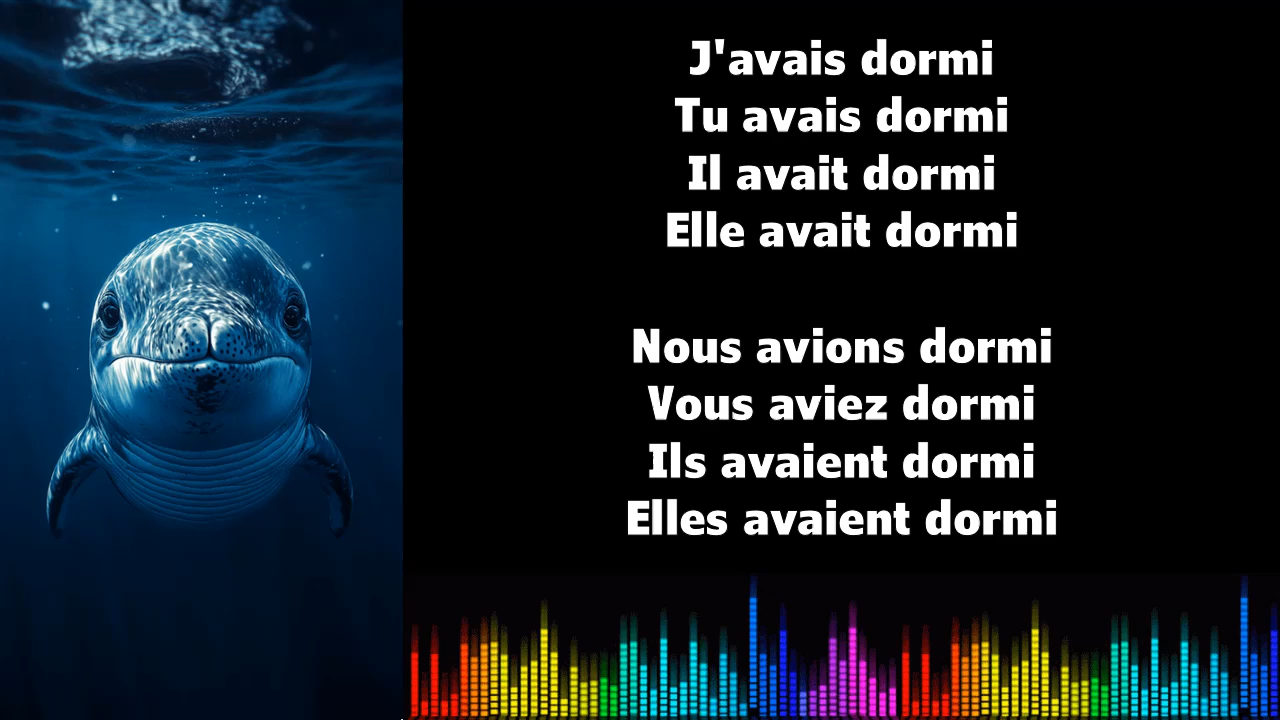 J'avais dormi
Tu avais dormi
Il avait dormi
Elle avait dormi
Nous avions dormi
Vous aviez dormi
Ils avaient dormi
Elles avaient dormi